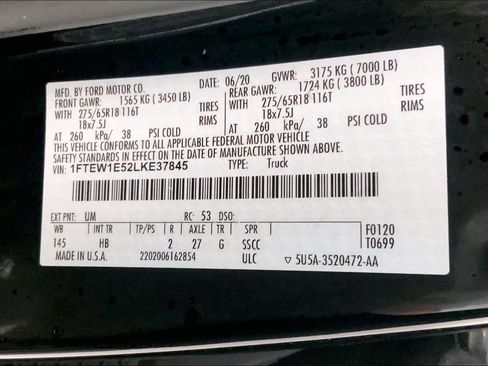 MFD. BY FORD MOTOR CO. DATE: 06/20 GVWR: 3175 KG ( 7000 LB)
FRONT GAWR: 1565 KG ( 3450 LB) REAR GAWR: 1724 KG ( 3800 LB)
WITH 275/65R18 116T TIRES WITH 275/65R18 116T TIRES
18x7.5J RIMS 18x7.5J RIMS
AT 260 kPa/ 38 PSI COLD AT 260 kPa/ 38 PSI COLD
THIS VEHICLE CONFORMS TO ALL APPLICABLE FEDERAL MOTOR VEHICLE
SAFETY STANDARDS IN EFFECT ON THE DATE OF MANUFACTURE SHOWN ABOVE.
VIN: 1FTEW1E52LKE37845 TYPE: Truck
EXT PNT: UM RC: 53 DSO:
WB INT TR TP/PS R AXLE TR SPR F0120
145 HB 2 27 G SSCC T0699
MADE IN U.S.A. 2202006162854 ULC ▽ 5U5A-3520472-AA